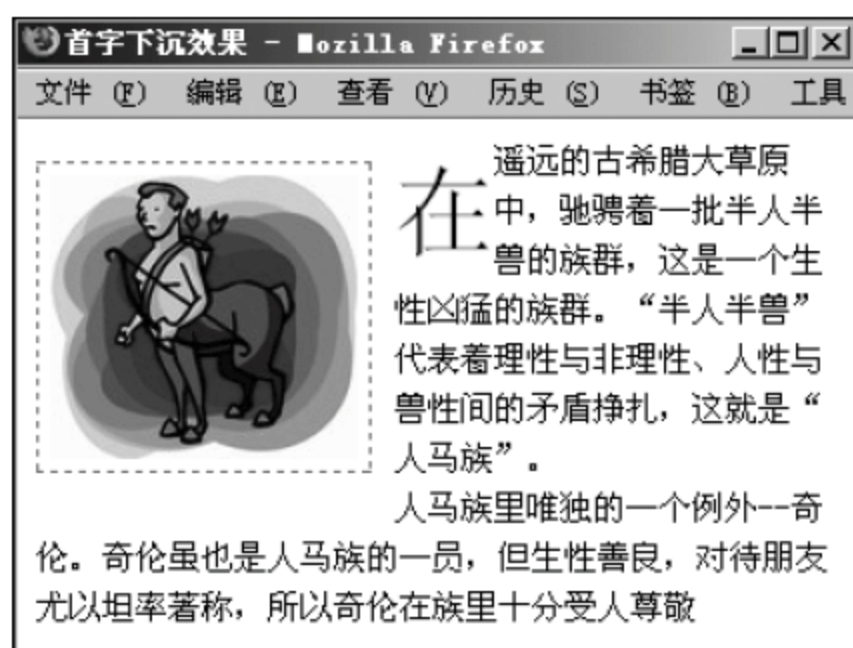 首字下沉效果 - Mozilla Firefox
文件 (F) 编辑 (E) 查看 (V) 历史 (S) 书签 (B) 工具
在遥远的古希腊大草原
中，驰骋着一批半人半
兽的族群，这是一个生
性凶猛的族群。“半人半兽”
代表着理性与非理性、人性与
兽性间的矛盾挣扎，这就是“
人马族”。
人马族里唯独的一个例外--奇
伦。奇伦虽也是人马族的一员，但生性善良，对待朋友
尤以坦率著称，所以奇伦在族里十分受人尊敬